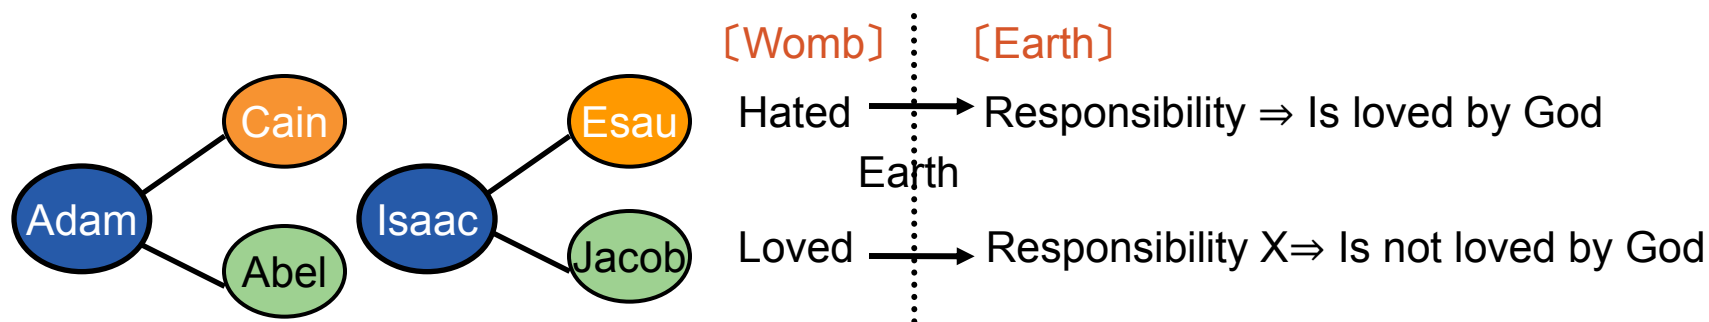 〔Womb〕 〔Earth〕
Cain Esau Hated Responsibility ⇒ Is loved by God
Earth
Adam Isaac
Abel Jacob Loved Responsibility X⇒ Is not loved by God